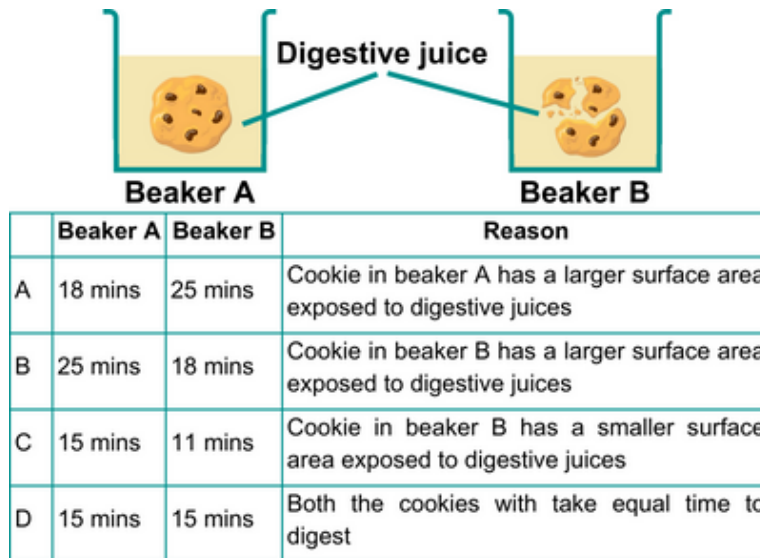 Digestive juice
Beaker A
Beaker B
Beaker A Beaker B Reason
A 18 mins 25 mins Cookie in beaker A has a larger surface area
exposed to digestive juices
B 25 mins 18 mins Cookie in beaker B has a larger surface area
exposed to digestive juices
C 15 mins 11 mins Cookie in beaker B has a smaller surface
area exposed to digestive juices
D 15 mins 15 mins Both the cookies with take equal time to
digest